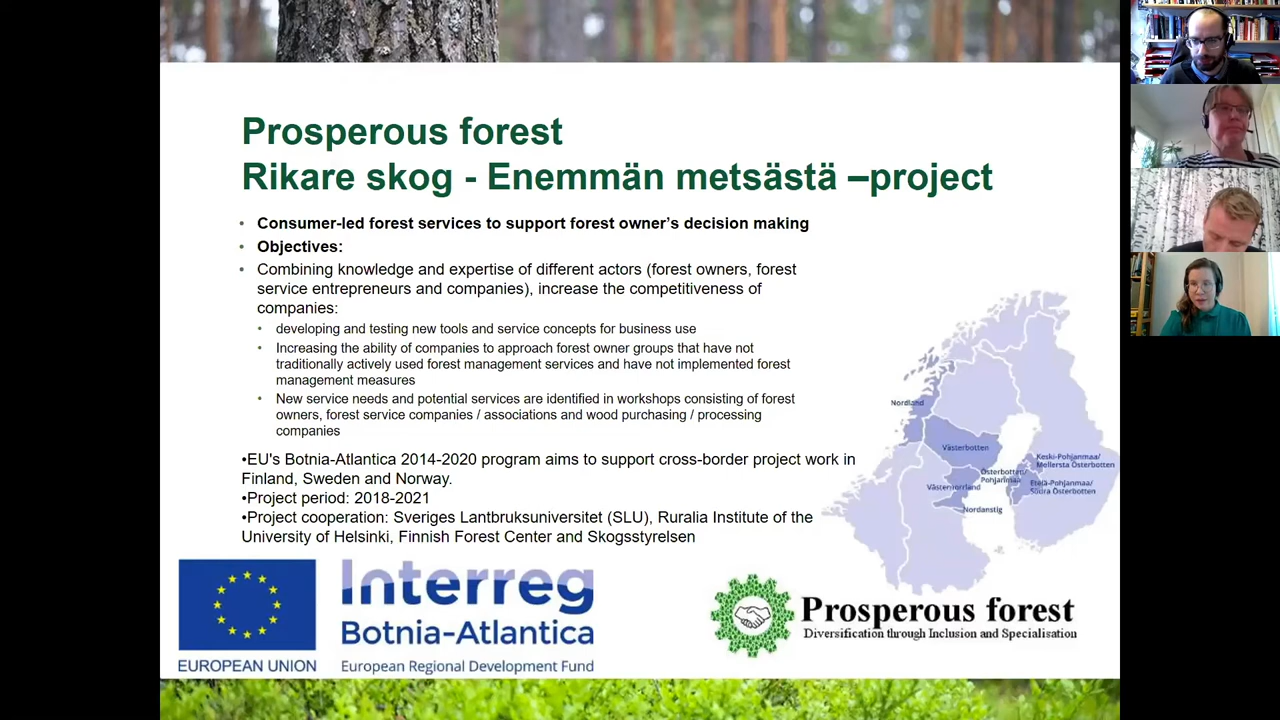 Prosperous forest
Rikare skog - Enemmän metsästä –project
• Consumer-led forest services to support forest owner's decision making
• Objectives:
• Combining knowledge and expertise of different actors (forest owners, forest
service entrepreneurs and companies), increase the competitiveness of
companies:
• developing and testing new tools and service concepts for business use
• Increasing the ability of companies to approach forest owner groups that have not
traditionally actively used forest management services and have not implemented forest
management measures
• New service needs and potential services are identified in workshops consisting of forest
owners, forest service companies / associations and wood purchasing / processing
companies
•EU's Botnia-Atlantica 2014-2020 program aims to support cross-border project work in
Finland, Sweden and Norway.
•Project period: 2018-2021
•Project cooperation: Sveriges Lantbruksuniversitet (SLU), Ruralia Institute of the
University of Helsinki, Finnish Forest Center and Skogsstyrelsen
Nordland
Västerbotten
Keski-Pohjanmaa/
Mellersta Österbotten
Österbotten/
Pohjanmaa
Västernorrland
Etelä-Pohjanmaa/
Södra Österbotten
Nordanstig
EUROPEAN UNION
Interreg
Botnia-Atlantica
European Regional Development Fund
Prosperous forest
Diversification through Inclusion and Specialisation